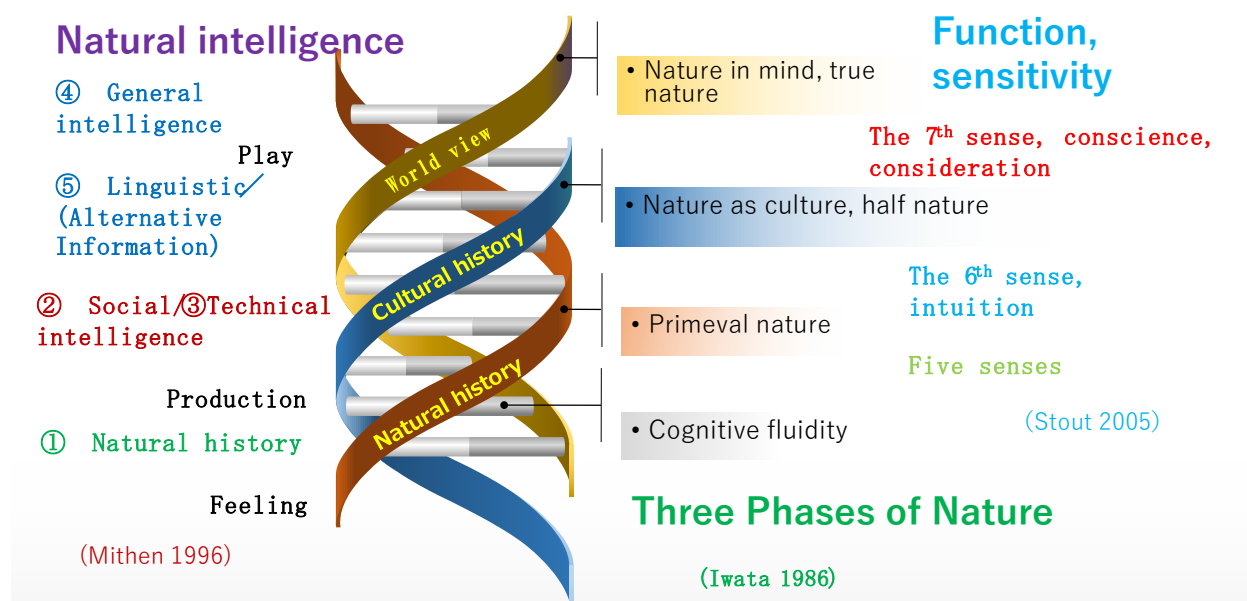 Natural intelligence
④ General
intelligence
Play
⑤ Linguistic/
(Alternative
Information)
② Social/③Technical
intelligence
Production
① Natural history
Feeling
(Mithen 1996)
World view
Cultural history
Natural history
• Nature in mind, true
nature
• Nature as culture, half nature
• Primeval nature
• Cognitive fluidity
Three Phases of Nature
(Iwata 1986)
Function,
sensitivity
The 7th sense, conscience,
consideration
The 6th sense,
intuition
Five senses
(Stout 2005)